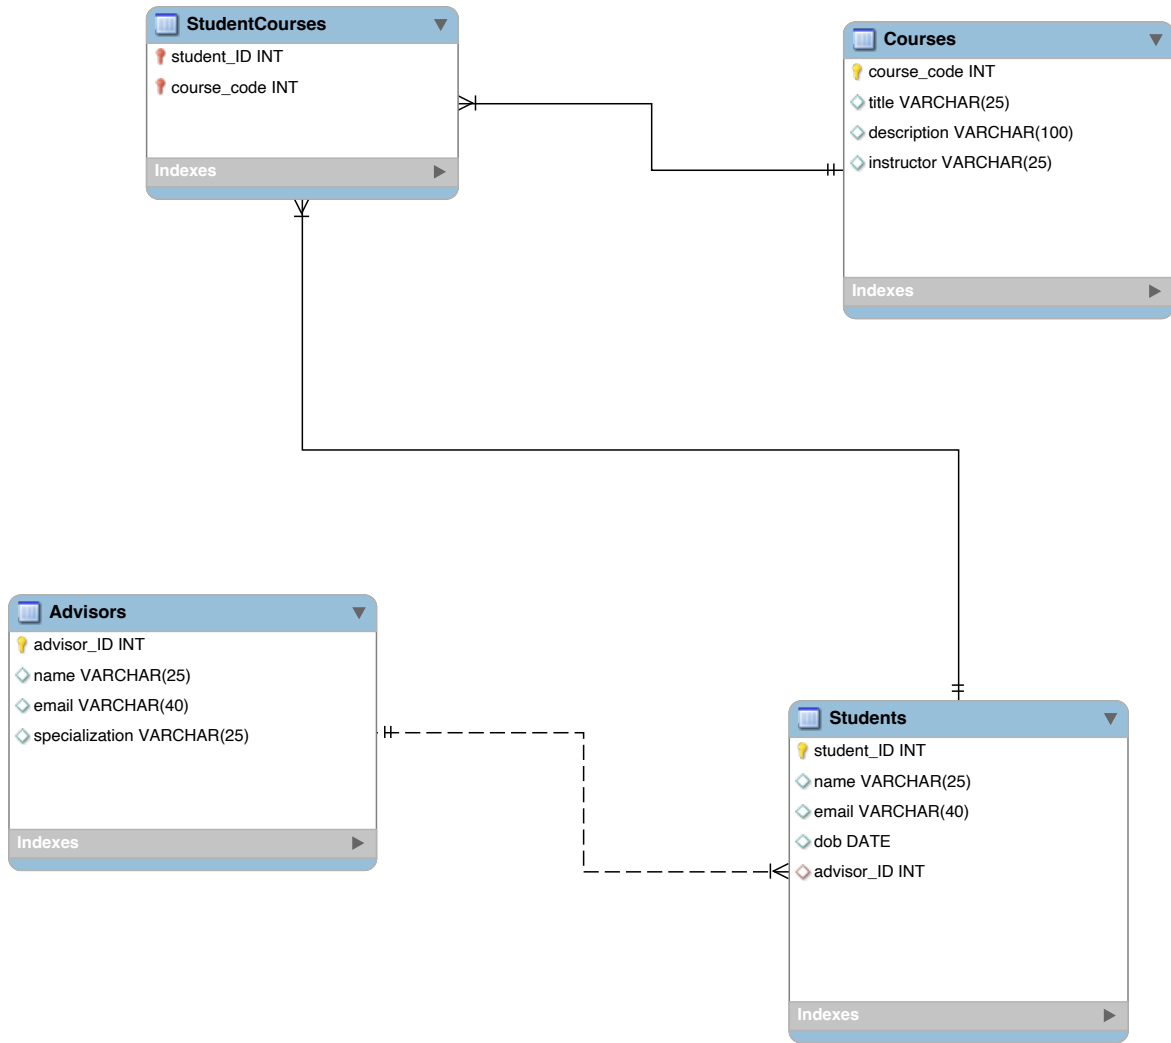 StudentCourses
student_ID INT
course_code INT
Indexes
Courses
course_code INT
title VARCHAR(25)
description VARCHAR(100)
instructor VARCHAR(25)
Indexes
Advisors
advisor_ID INT
name VARCHAR(25)
email VARCHAR(40)
specialization VARCHAR(25)
Indexes
Students
student_ID INT
name VARCHAR(25)
email VARCHAR(40)
dob DATE
advisor_ID INT
Indexes